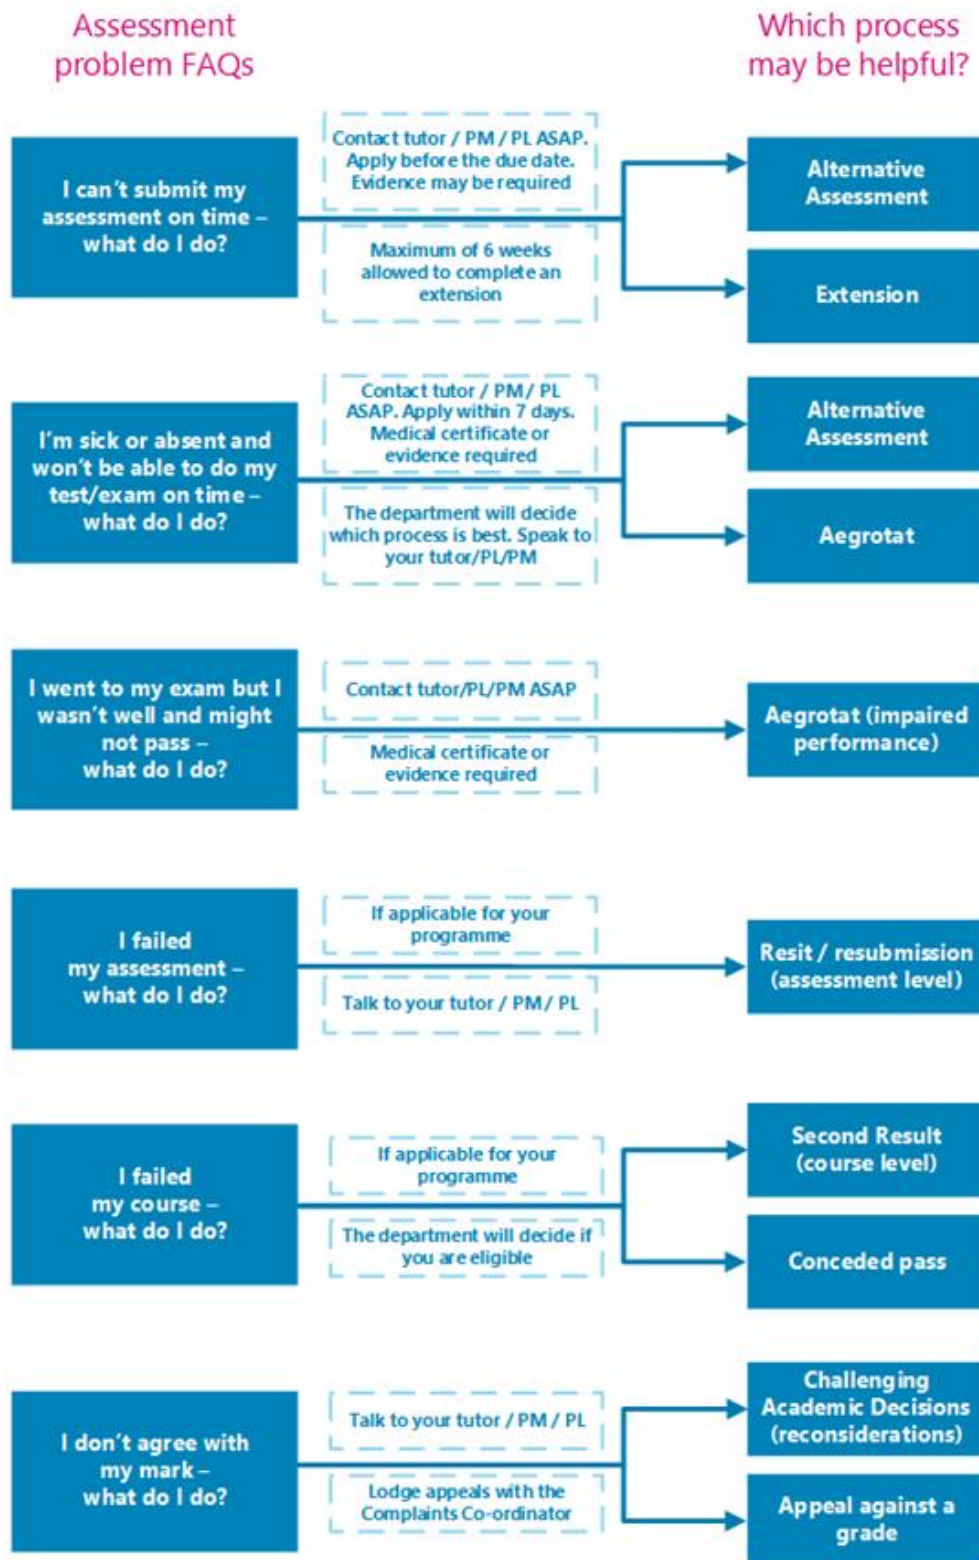 Assessment
problem FAQs
Which process
may be helpful?
I can't submit my
assessment on time –
what do I do?
Contact tutor / PM / PL ASAP.
Apply before the due date.
Evidence may be required
Maximum of 6 weeks
allowed to complete an
extension
Alternative
Assessment
Extension
I'm sick or absent and
won't be able to do my
test/exam on time –
what do I do?
Contact tutor / PM / PL
ASAP. Apply within 7 days.
Medical certificate or
evidence required
The department will decide
which process is best. Speak to
your tutor/PL/PM
Alternative
Assessment
Aegrotat
I went to my exam but I
wasn't well and might
not pass –
what do I do?
Contact tutor/PL/PM ASAP
Medical certificate or
evidence required
Aegrotat (impaired
performance)
I failed
my assessment –
what do I do?
If applicable for your
programme
Talk to your tutor / PM / PL
Resit / resubmission
(assessment level)
I failed
my course –
what do I do?
If applicable for your
programme
The department will decide if
you are eligible
Second Result
(course level)
Conceded pass
I don't agree with
my mark –
what do I do?
Talk to your tutor / PM / PL
Lodge appeals with the
Complaints Co-ordinator
Challenging
Academic Decisions
(reconsiderations)
Appeal against a
grade